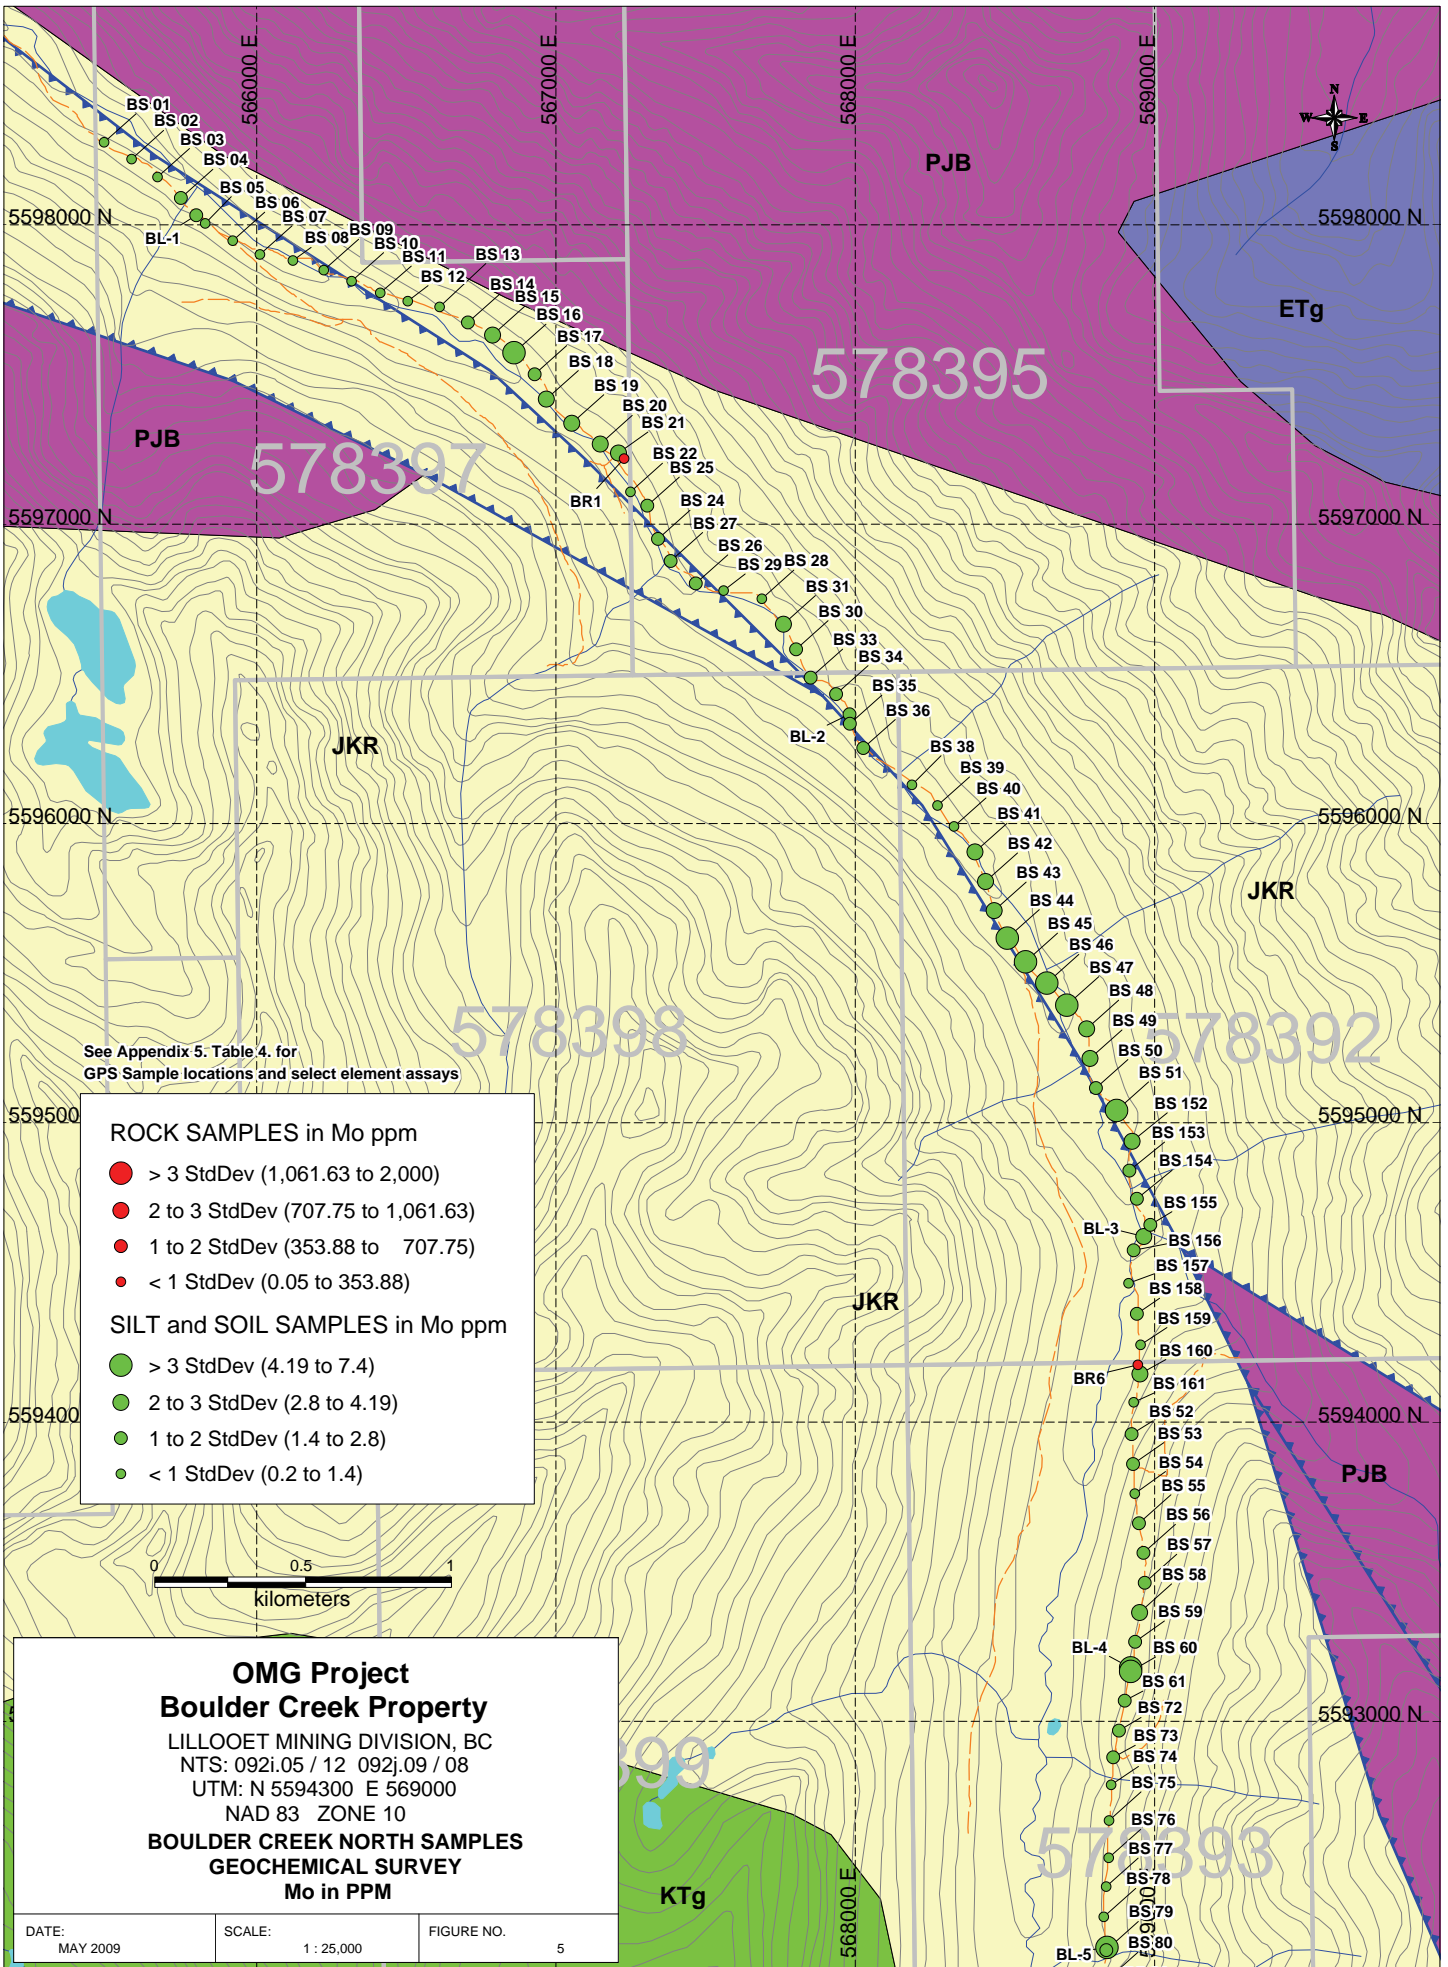 566000 E
567000 E
568000 E
569000 E
N
W
E
S
BS 01
BS 02
BS 03
BS 04
BS 05
BS 06
BS 07
BS 08
BS 09
BS 10
BS 11
BS 12
BS 13
BS 14
BS 15
BS 16
BS 17
BS 18
BS 19
BS 20
BS 21
BS 22
BS 25
BS 24
BS 27
BS 26
BS 29
BS 28
BS 31
BS 30
BS 33
BS 34
BS 35
BS 36
BS 38
BS 39
BS 40
BS 41
BS 42
BS 43
BS 44
BS 45
BS 46
BS 47
BS 48
BS 49
BS 50
BS 51
BS 152
BS 153
BS 154
BS 155
BS 156
BS 157
BS 158
BS 159
BS 160
BS 161
BS 52
BS 53
BS 54
BS 55
BS 56
BS 57
BS 58
BS 59
BS 60
BS 61
BS 72
BS 73
BS 74
BS 75
BS 76
BS 77
BS 78
BS 79
BS 80
BL-1
BR1
BL-2
BL-3
BR6
BL-4
BL-5
PJB
ETg
PJB
JKR
JKR
JKR
PJB
KTg
578395
578397
578398
578392
578393
5598000 N
5598000 N
5597000 N
5597000 N
5596000 N
5596000 N
5595000 N
5594000 N
5593000 N
568000 E
See Appendix 5. Table 4. for
GPS Sample locations and select element assays
ROCK SAMPLES in Mo ppm
> 3 StdDev (1,061.63 to 2,000)
2 to 3 StdDev (707.75 to 1,061.63)
1 to 2 StdDev (353.88 to 707.75)
< 1 StdDev (0.05 to 353.88)
SILT and SOIL SAMPLES in Mo ppm
> 3 StdDev (4.19 to 7.4)
2 to 3 StdDev (2.8 to 4.19)
1 to 2 StdDev (1.4 to 2.8)
< 1 StdDev (0.2 to 1.4)
0 0.5 1
kilometers
OMG Project
Boulder Creek Property
LILLOOET MINING DIVISION, BC
NTS: 092i.05 / 12 092j.09 / 08
UTM: N 5594300 E 569000
NAD 83 ZONE 10
BOULDER CREEK NORTH SAMPLES
GEOCHEMICAL SURVEY
Mo in PPM
DATE:
MAY 2009
SCALE:
1 : 25,000
FIGURE NO.
5